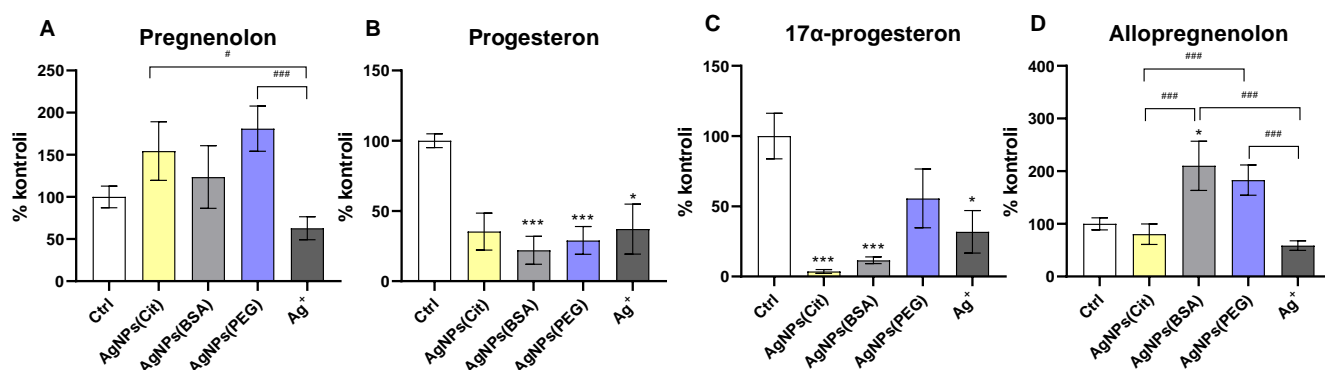 A
Pregnenolon
#
###
250
200
150
100
50
0
% kontroli
Ctrl
AgNPs(Cit)
AgNPs(BSA)
AgNPs(PEG)
Ag⁺
B
Progesteron
150
100
50
0
% kontroli
***
***
*
Ctrl
AgNPs(Cit)
AgNPs(BSA)
AgNPs(PEG)
Ag⁺
C
17α-progesteron
150
100
50
0
% kontroli
***
***
*
Ctrl
AgNPs(Cit)
AgNPs(BSA)
AgNPs(PEG)
Ag⁺
D
Allopregnenolon
###
###
###
###
*
400
300
200
100
0
% kontroli
Ctrl
AgNPs(Cit)
AgNPs(BSA)
AgNPs(PEG)
Ag⁺